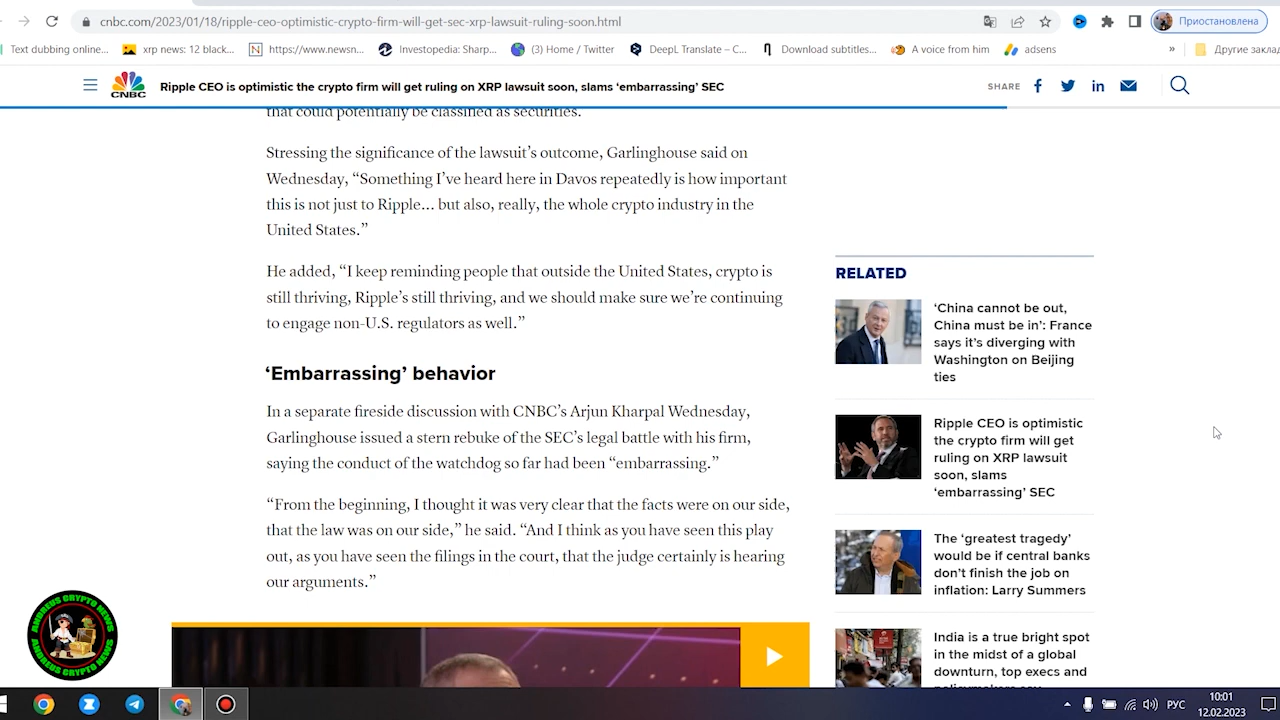 cnbc.com/2023/01/18/ripple-ceo-optimistic-crypto-firm-will-get-sec-xrp-lawsuit-ruling-soon.html
Приостановлена
Text dubbing online...
xrp news: 12 black...
https://www.newsn...
Investopedia: Sharp...
(3) Home / Twitter
DeepL Translate – C...
Download subtitles...
A voice from him
adsens
»
Другие закла
CNBC
Ripple CEO is optimistic the crypto firm will get ruling on XRP lawsuit soon, slams ‘embarrassing’ SEC
SHARE
that could potentially be classified as securities.
Stressing the significance of the lawsuit’s outcome, Garlinghouse said on
Wednesday, “Something I’ve heard here in Davos repeatedly is how important
this is not just to Ripple... but also, really, the whole crypto industry in the
United States.”
He added, “I keep reminding people that outside the United States, crypto is
still thriving, Ripple’s still thriving, and we should make sure we’re continuing
to engage non-U.S. regulators as well.”
‘Embarrassing’ behavior
In a separate fireside discussion with CNBC’s Arjun Kharpal Wednesday,
Garlinghouse issued a stern rebuke of the SEC’s legal battle with his firm,
saying the conduct of the watchdog so far had been “embarrassing.”
“From the beginning, I thought it was very clear that the facts were on our side,
that the law was on our side,” he said. “And I think as you have seen this play
out, as you have seen the filings in the court, that the judge certainly is hearing
our arguments.”
RELATED
‘China cannot be out,
China must be in’: France
says it’s diverging with
Washington on Beijing
ties
Ripple CEO is optimistic
the crypto firm will get
ruling on XRP lawsuit
soon, slams
‘embarrassing’ SEC
The ‘greatest tragedy’
would be if central banks
don’t finish the job on
inflation: Larry Summers
India is a true bright spot
in the midst of a global
downturn, top execs and
ANDREUS CRYPTO NEWS
ANDREUS CRYPTO NEWS
РУС
10:01
12.02.2023